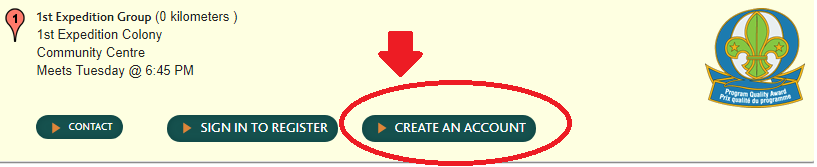 1
1st Expedition Group (0 kilometers )
1st Expedition Colony
Community Centre
Meets Tuesday @ 6:45 PM
CONTACT
SIGN IN TO REGISTER
CREATE AN ACCOUNT
Program Quality Award
Prix qualité du programme